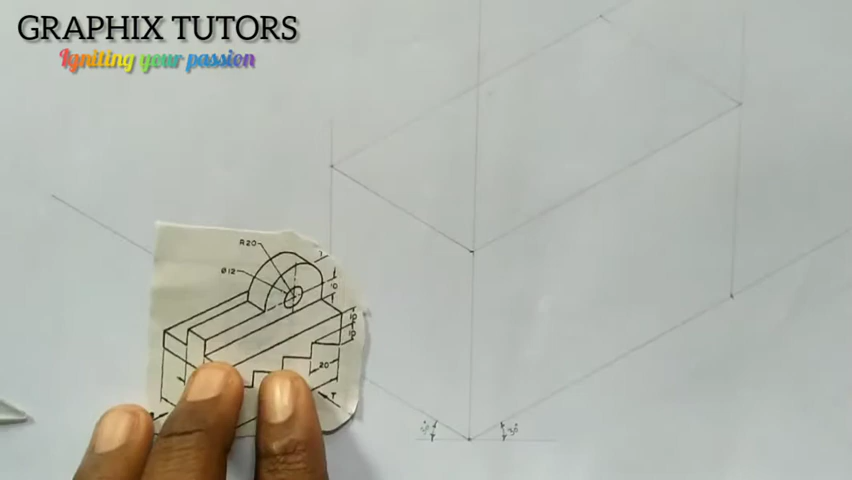 GRAPHIX TUTORS
Igniting your passion
R20
Ø12
10
10
10
20
T
30°
30°